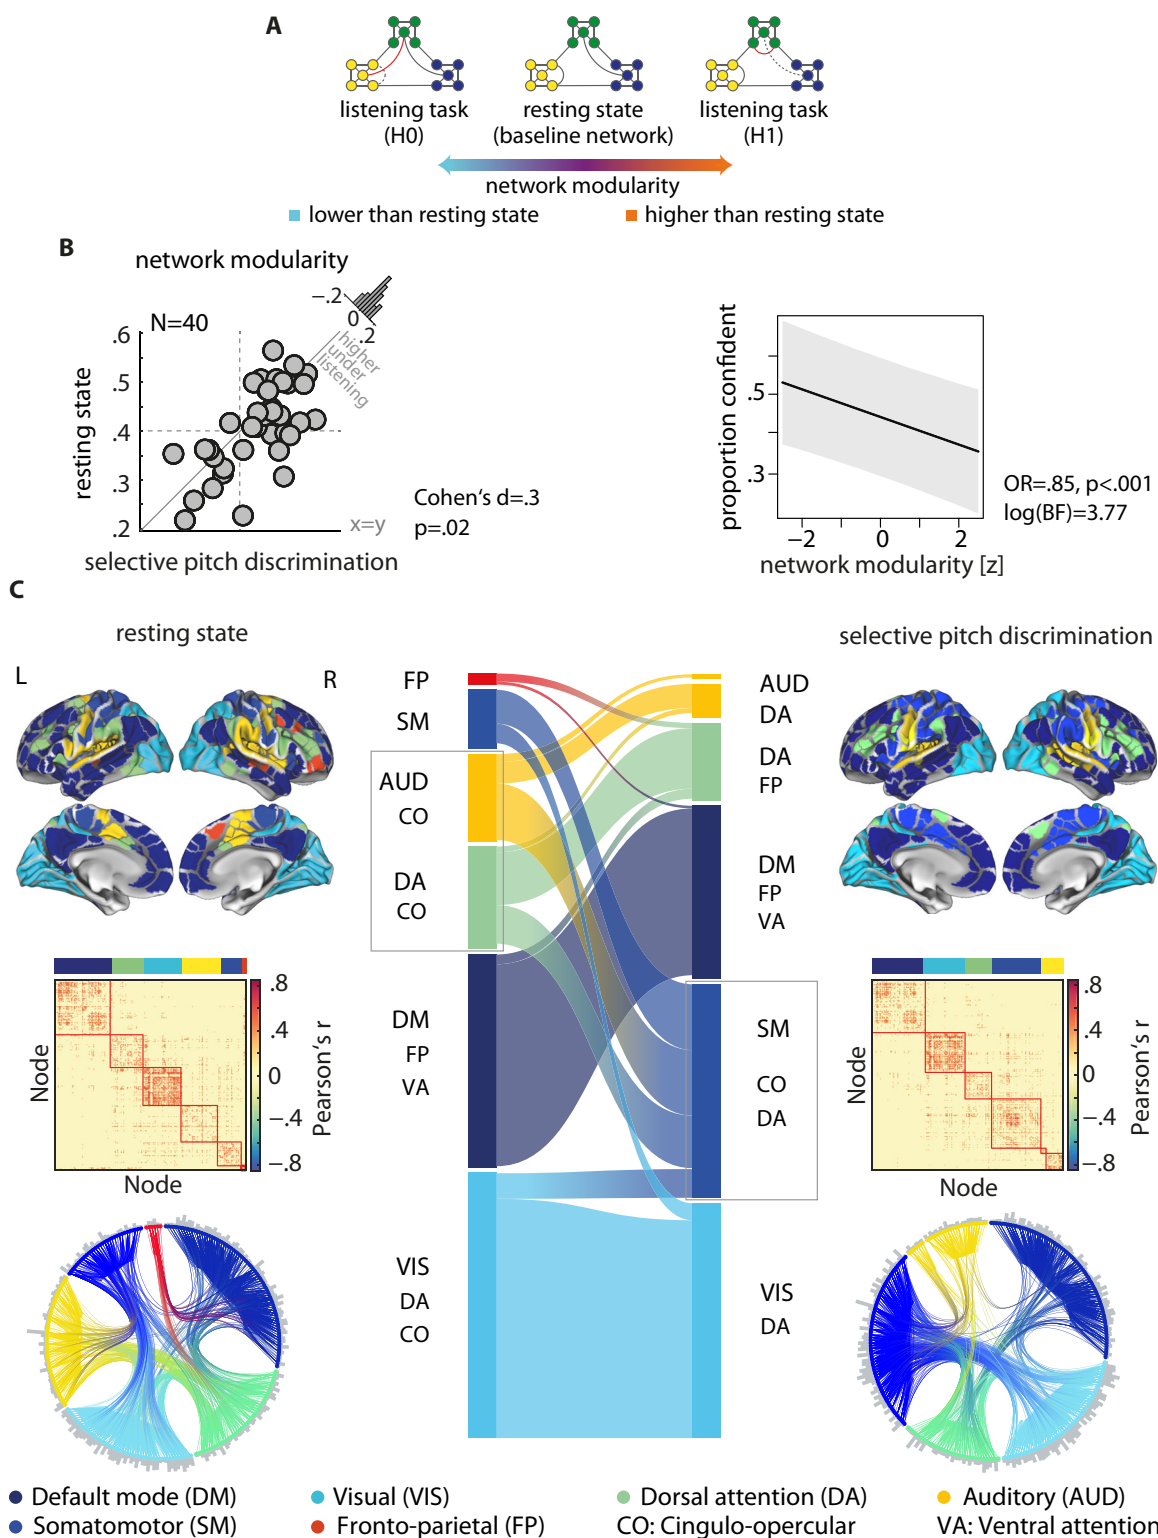 A
listening task
(H0)
resting state
(baseline network)
listening task
(H1)
network modularity
lower than resting state
higher than resting state
B
network modularity
−.2
0
.2
N=40
higher
under
listening
.6
.5
.4
.3
.2
resting state
x=y
selective pitch discrimination
Cohen's d=.3
p=.02
proportion confident
.5
.3
−2
0
2
network modularity [z]
OR=.85, p<.001
log(BF)=3.77
C
resting state
selective pitch discrimination
L
R
FP
SM
AUD
CO
DA
CO
DM
FP
VA
VIS
DA
CO
AUD
DA
DA
FP
DM
FP
VA
SM
CO
DA
VIS
DA
Node
Node
.8
.4
0
−.4
−.8
Pearson's r
Node
Node
.8
.4
0
−.4
−.8
Pearson's r
Default mode (DM)
Visual (VIS)
Dorsal attention (DA)
Auditory (AUD)
Somatomotor (SM)
Fronto-parietal (FP)
CO: Cingulo-opercular
VA: Ventral attention